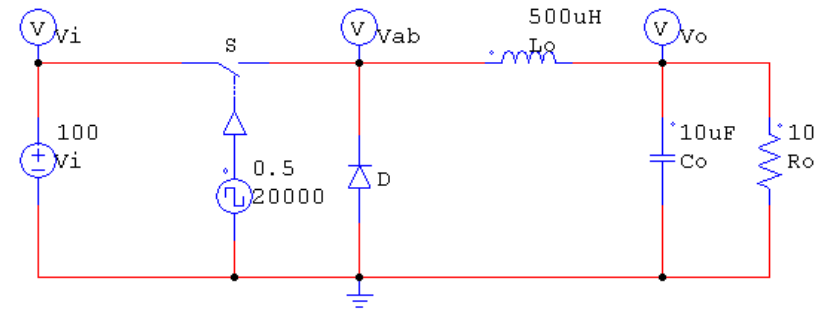 500uH
V Vi
S
V Vab
Lo
V Vo
100
Vi
0.5
20000
D
10uF
Co
10
Ro